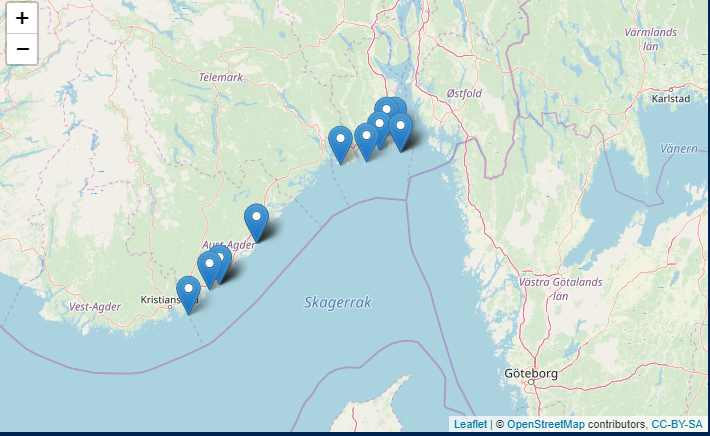 +
−
Värmlands
län
Telemark
Østfold
Karlstad
Vänern
Aust-Agder
Skagerrak
Västra Götalands
län
Vest-Agder
Göteborg
Leaflet | © OpenStreetMap contributors, CC-BY-SA